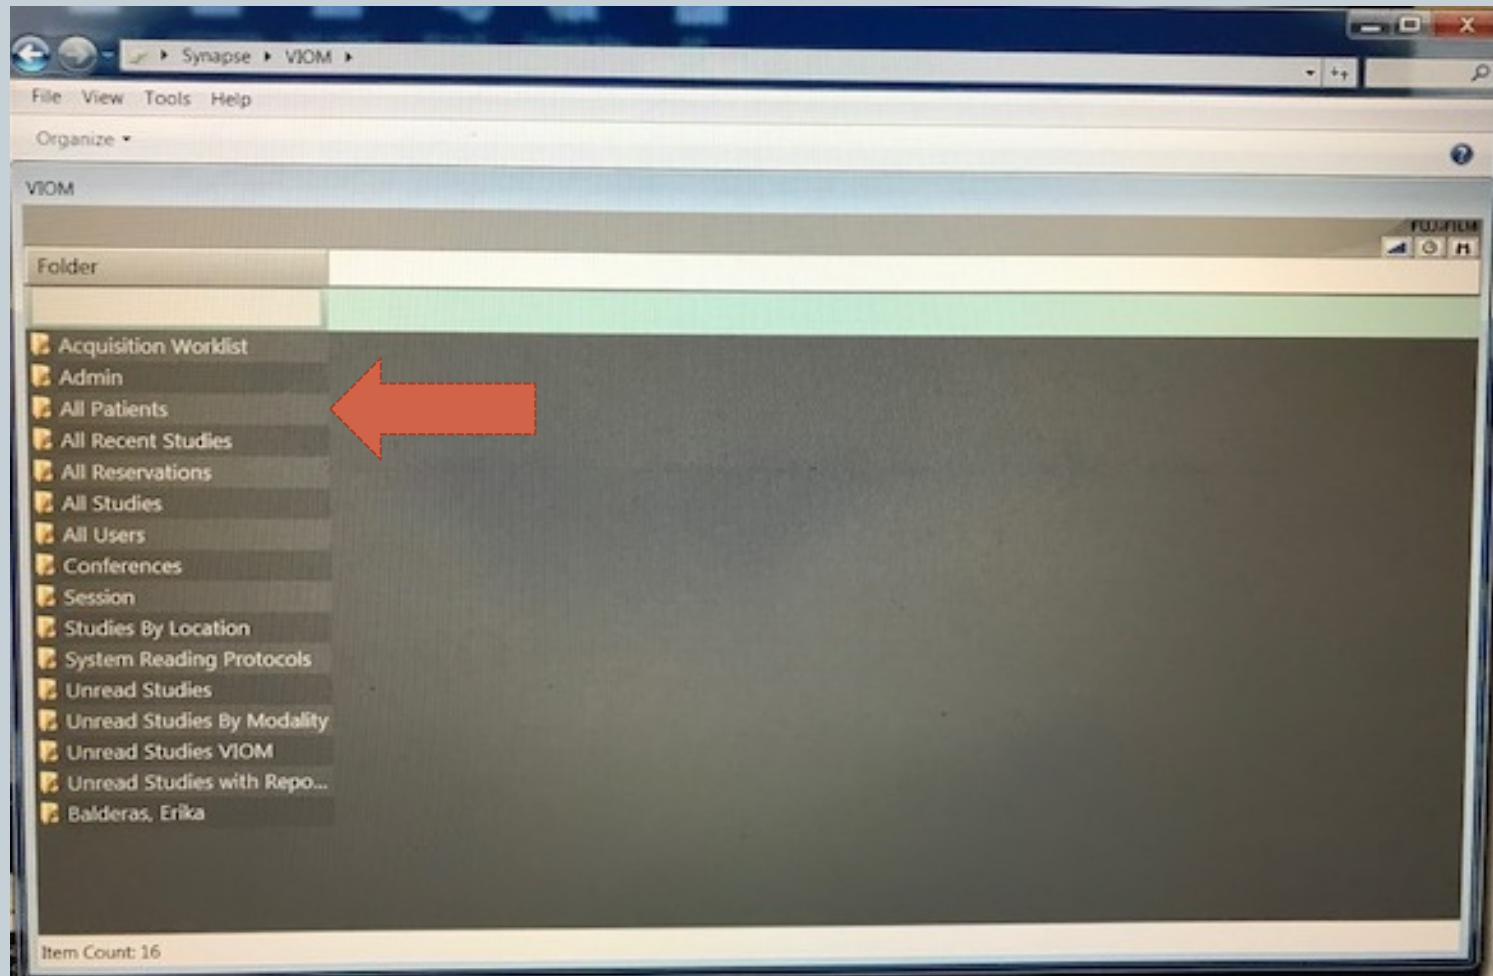 Synapse VIOM
File View Tools Help
Organize
VIOM
FUJIFILM
Folder
Acquisition Worklist
Admin
All Patients
All Recent Studies
All Reservations
All Studies
All Users
Conferences
Session
Studies By Location
System Reading Protocols
Unread Studies
Unread Studies By Modality
Unread Studies VIOM
Unread Studies with Repo...
Balderas, Erika
Item Count: 16